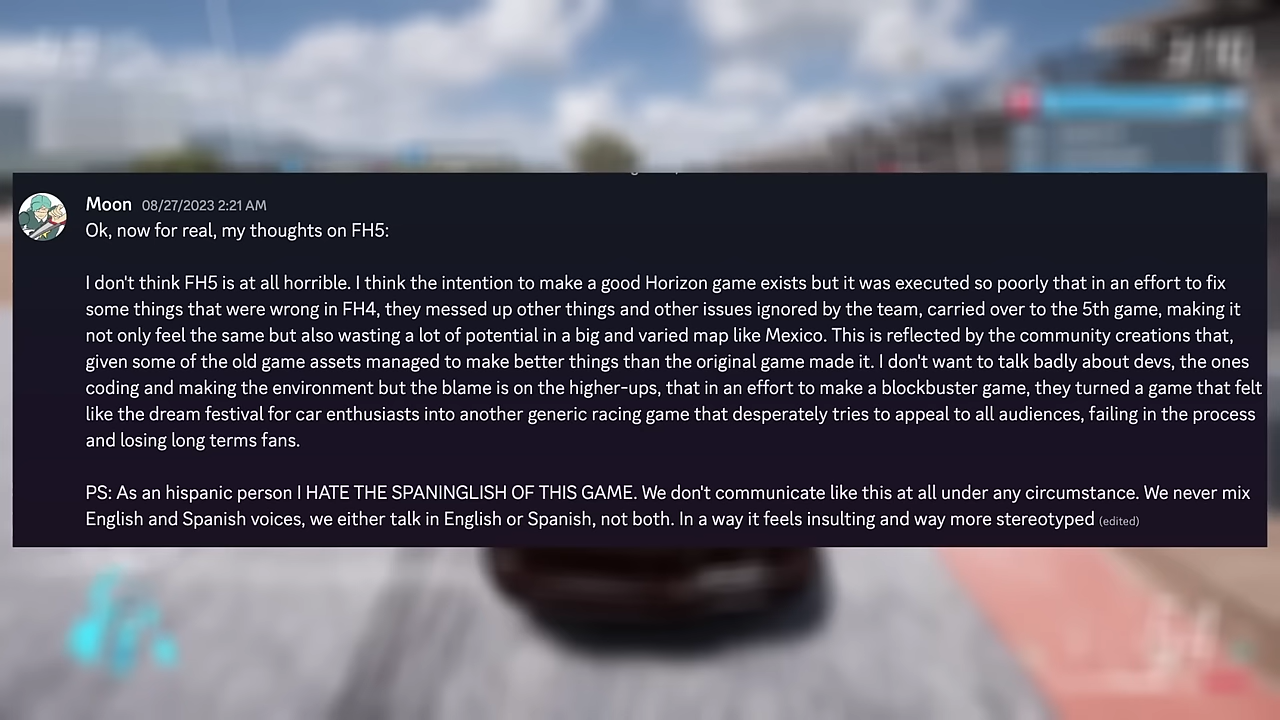 Moon 08/27/2023 2:21 AM
Ok, now for real, my thoughts on FH5:
I don't think FH5 is at all horrible. I think the intention to make a good Horizon game exists but it was executed so poorly that in an effort to fix
some things that were wrong in FH4, they messed up other things and other issues ignored by the team, carried over to the 5th game, making it
not only feel the same but also wasting a lot of potential in a big and varied map like Mexico. This is reflected by the community creations that,
given some of the old game assets managed to make better things than the original game made it. I don't want to talk badly about devs, the ones
coding and making the environment but the blame is on the higher-ups, that in an effort to make a blockbuster game, they turned a game that felt
like the dream festival for car enthusiasts into another generic racing game that desperately tries to appeal to all audiences, failing in the process
and losing long terms fans.
PS: As an hispanic person I HATE THE SPANINGLISH OF THIS GAME. We don't communicate like this at all under any circumstance. We never mix
English and Spanish voices, we either talk in English or Spanish, not both. In a way it feels insulting and way more stereotyped (edited)